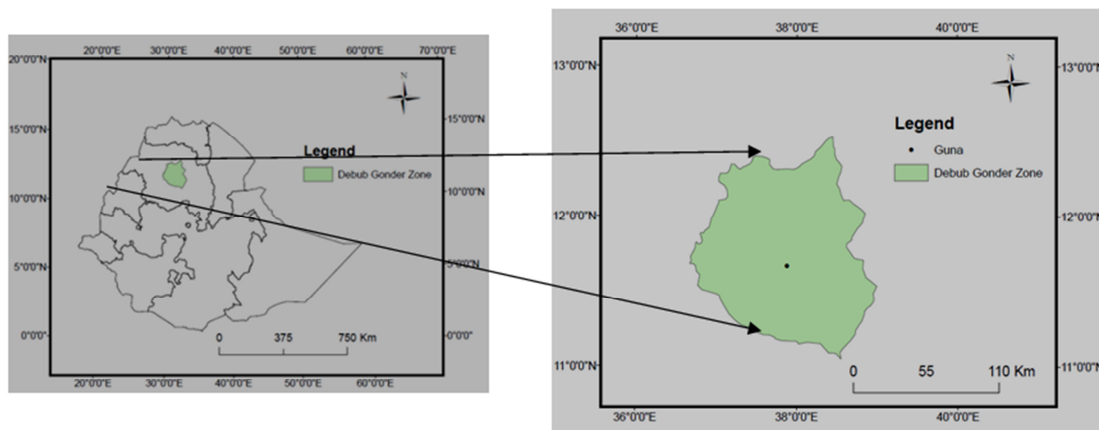 20°0'0"E 30°0'0"E 40°0'0"E 50°0'0"E 60°0'0"E 70°0'0"E
20°0'0"N
N
15°0'0"N
15°0'0"N
Legend
Debub Gonder Zone
10°0'0"N
10°0'0"N
5°0'0"N
5°0'0"N
0°0'0"
0°0'0"
0 375 750 Km
20°0'0"E 30°0'0"E 40°0'0"E 50°0'0"E 60°0'0"E
36°0'0"E 38°0'0"E 40°0'0"E
13°0'0"N
13°0'0"N
N
Legend
Guna
Debub Gonder Zone
12°0'0"N
12°0'0"N
11°0'0"N
11°0'0"N
0 55 110 Km
36°0'0"E 38°0'0"E 40°0'0"E